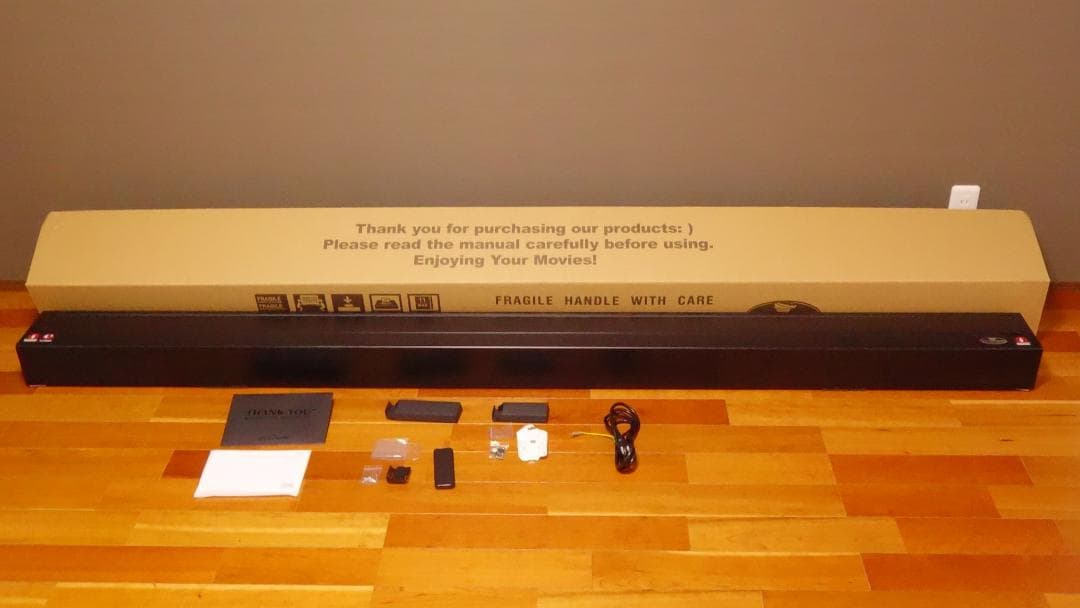 Thank you for purchasing our products: )
Please read the manual carefully before using.
Enjoying Your Movies!
FRAGILE
FRAGILE HANDLE WITH CARE
THANK YOU